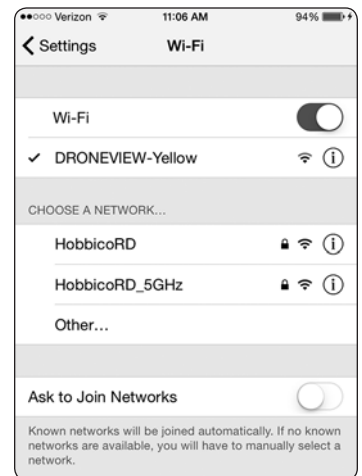 ●●○○○ Verizon 11:06 AM 94%
Settings Wi-Fi
Wi-Fi
✓ DRONEVIEW-Yellow
CHOOSE A NETWORK...
HobbicoRD
HobbicoRD_5GHz
Other...
Ask to Join Networks
Known networks will be joined automatically. If no known
networks are available, you will have to manually select a
network.